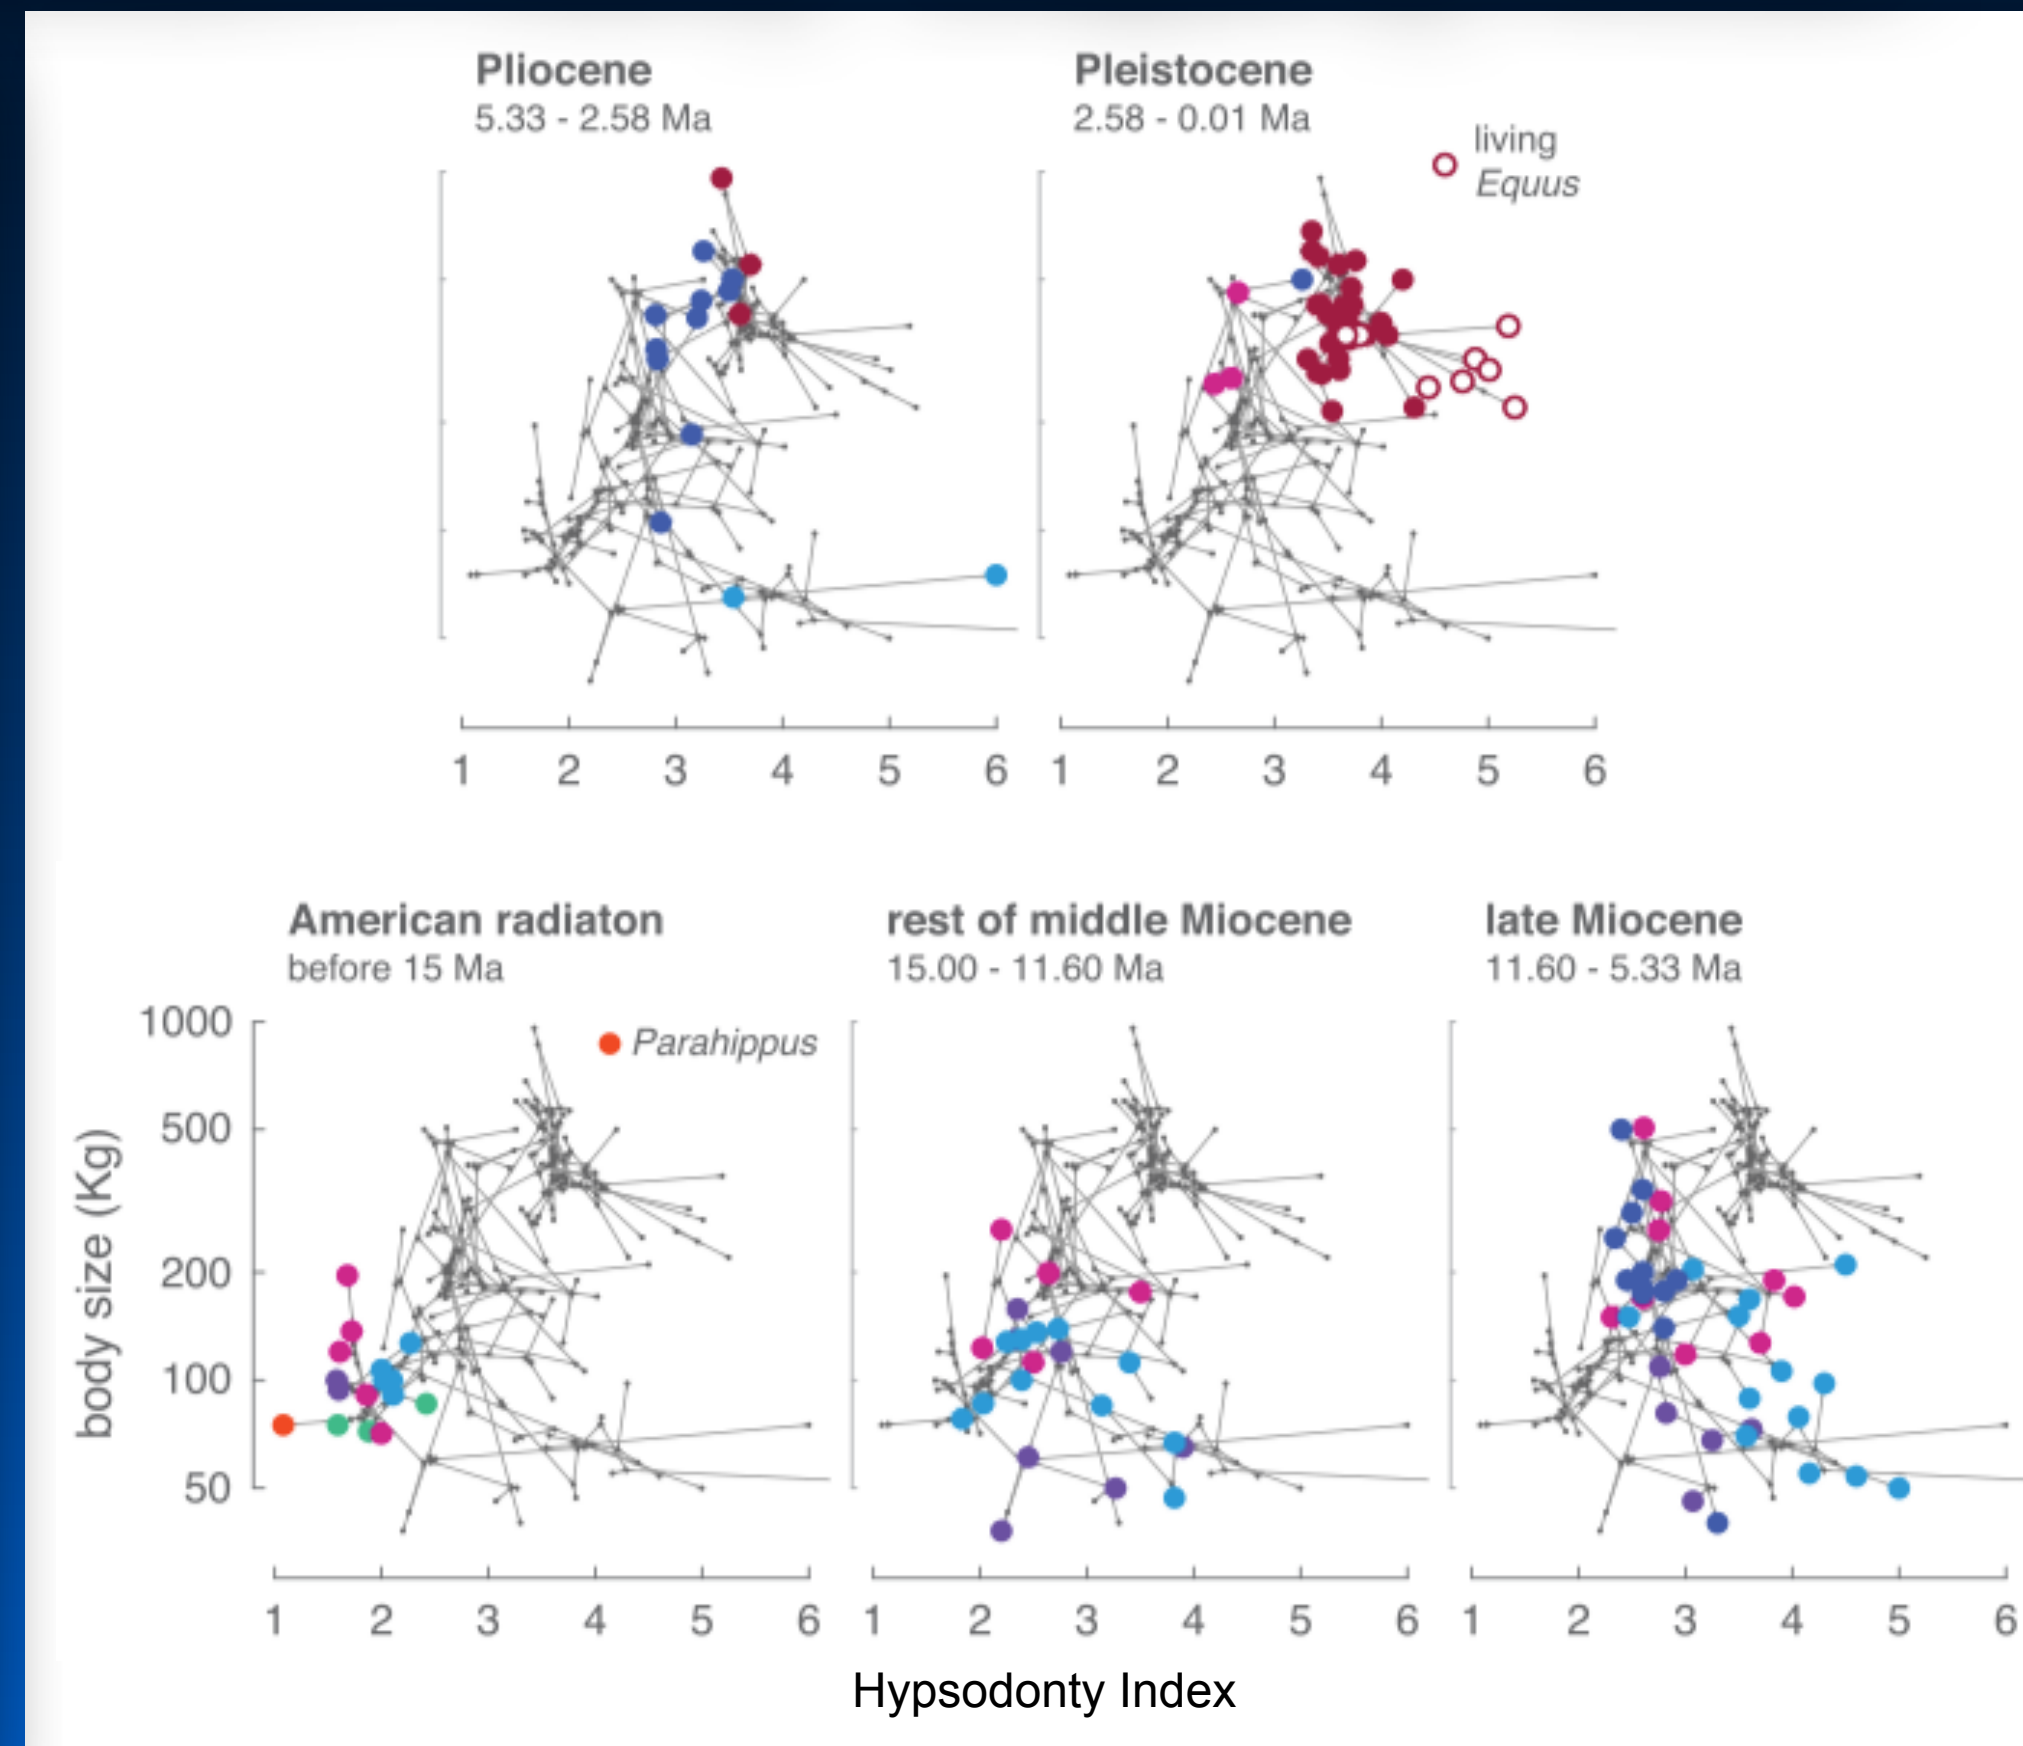 Pliocene
5.33 - 2.58 Ma
Pleistocene
2.58 - 0.01 Ma
living
Equus
1 2 3 4 5 6
1 2 3 4 5 6
American radiaton
before 15 Ma
rest of middle Miocene
15.00 - 11.60 Ma
late Miocene
11.60 - 5.33 Ma
Parahippus
body size (Kg)
1000
500
200
100
50
1 2 3 4 5 6
1 2 3 4 5 6
1 2 3 4 5 6
Hypsodonty Index